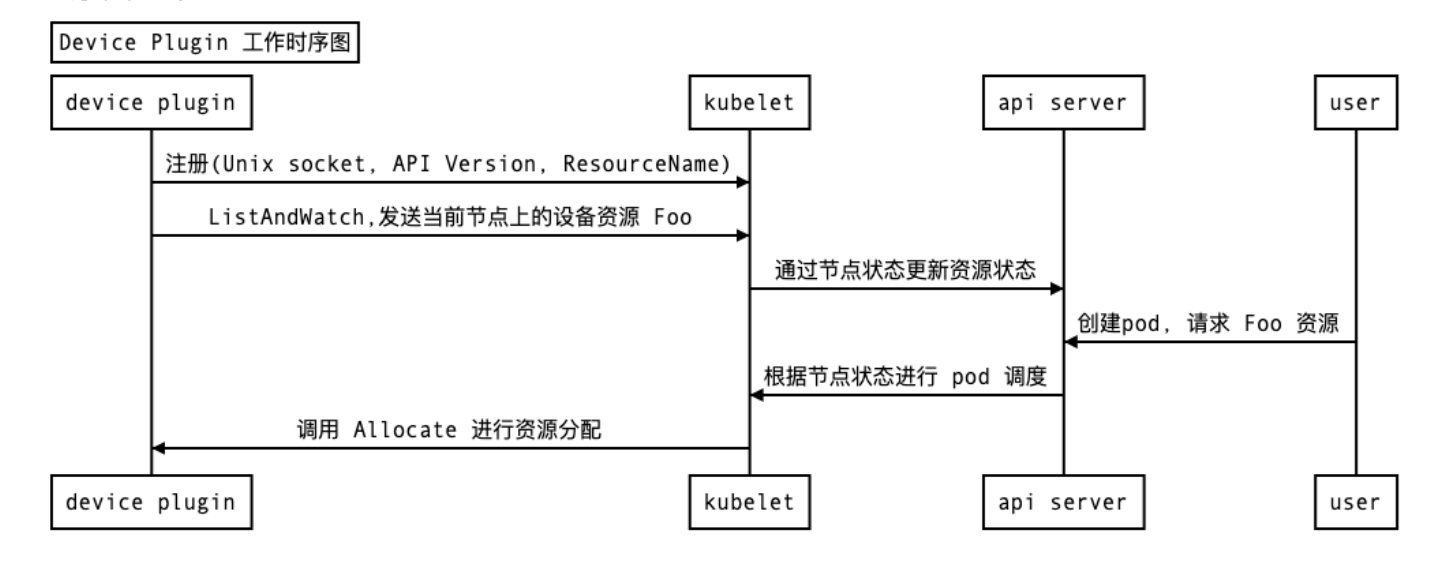 Device Plugin 工作时序图
device plugin
kubelet
api server
user
注册(Unix socket, API Version, ResourceName)
ListAndWatch,发送当前节点上的设备资源 Foo
通过节点状态更新资源状态
创建pod, 请求 Foo 资源
根据节点状态进行 pod 调度
调用 Allocate 进行资源分配
device plugin
kubelet
api server
user